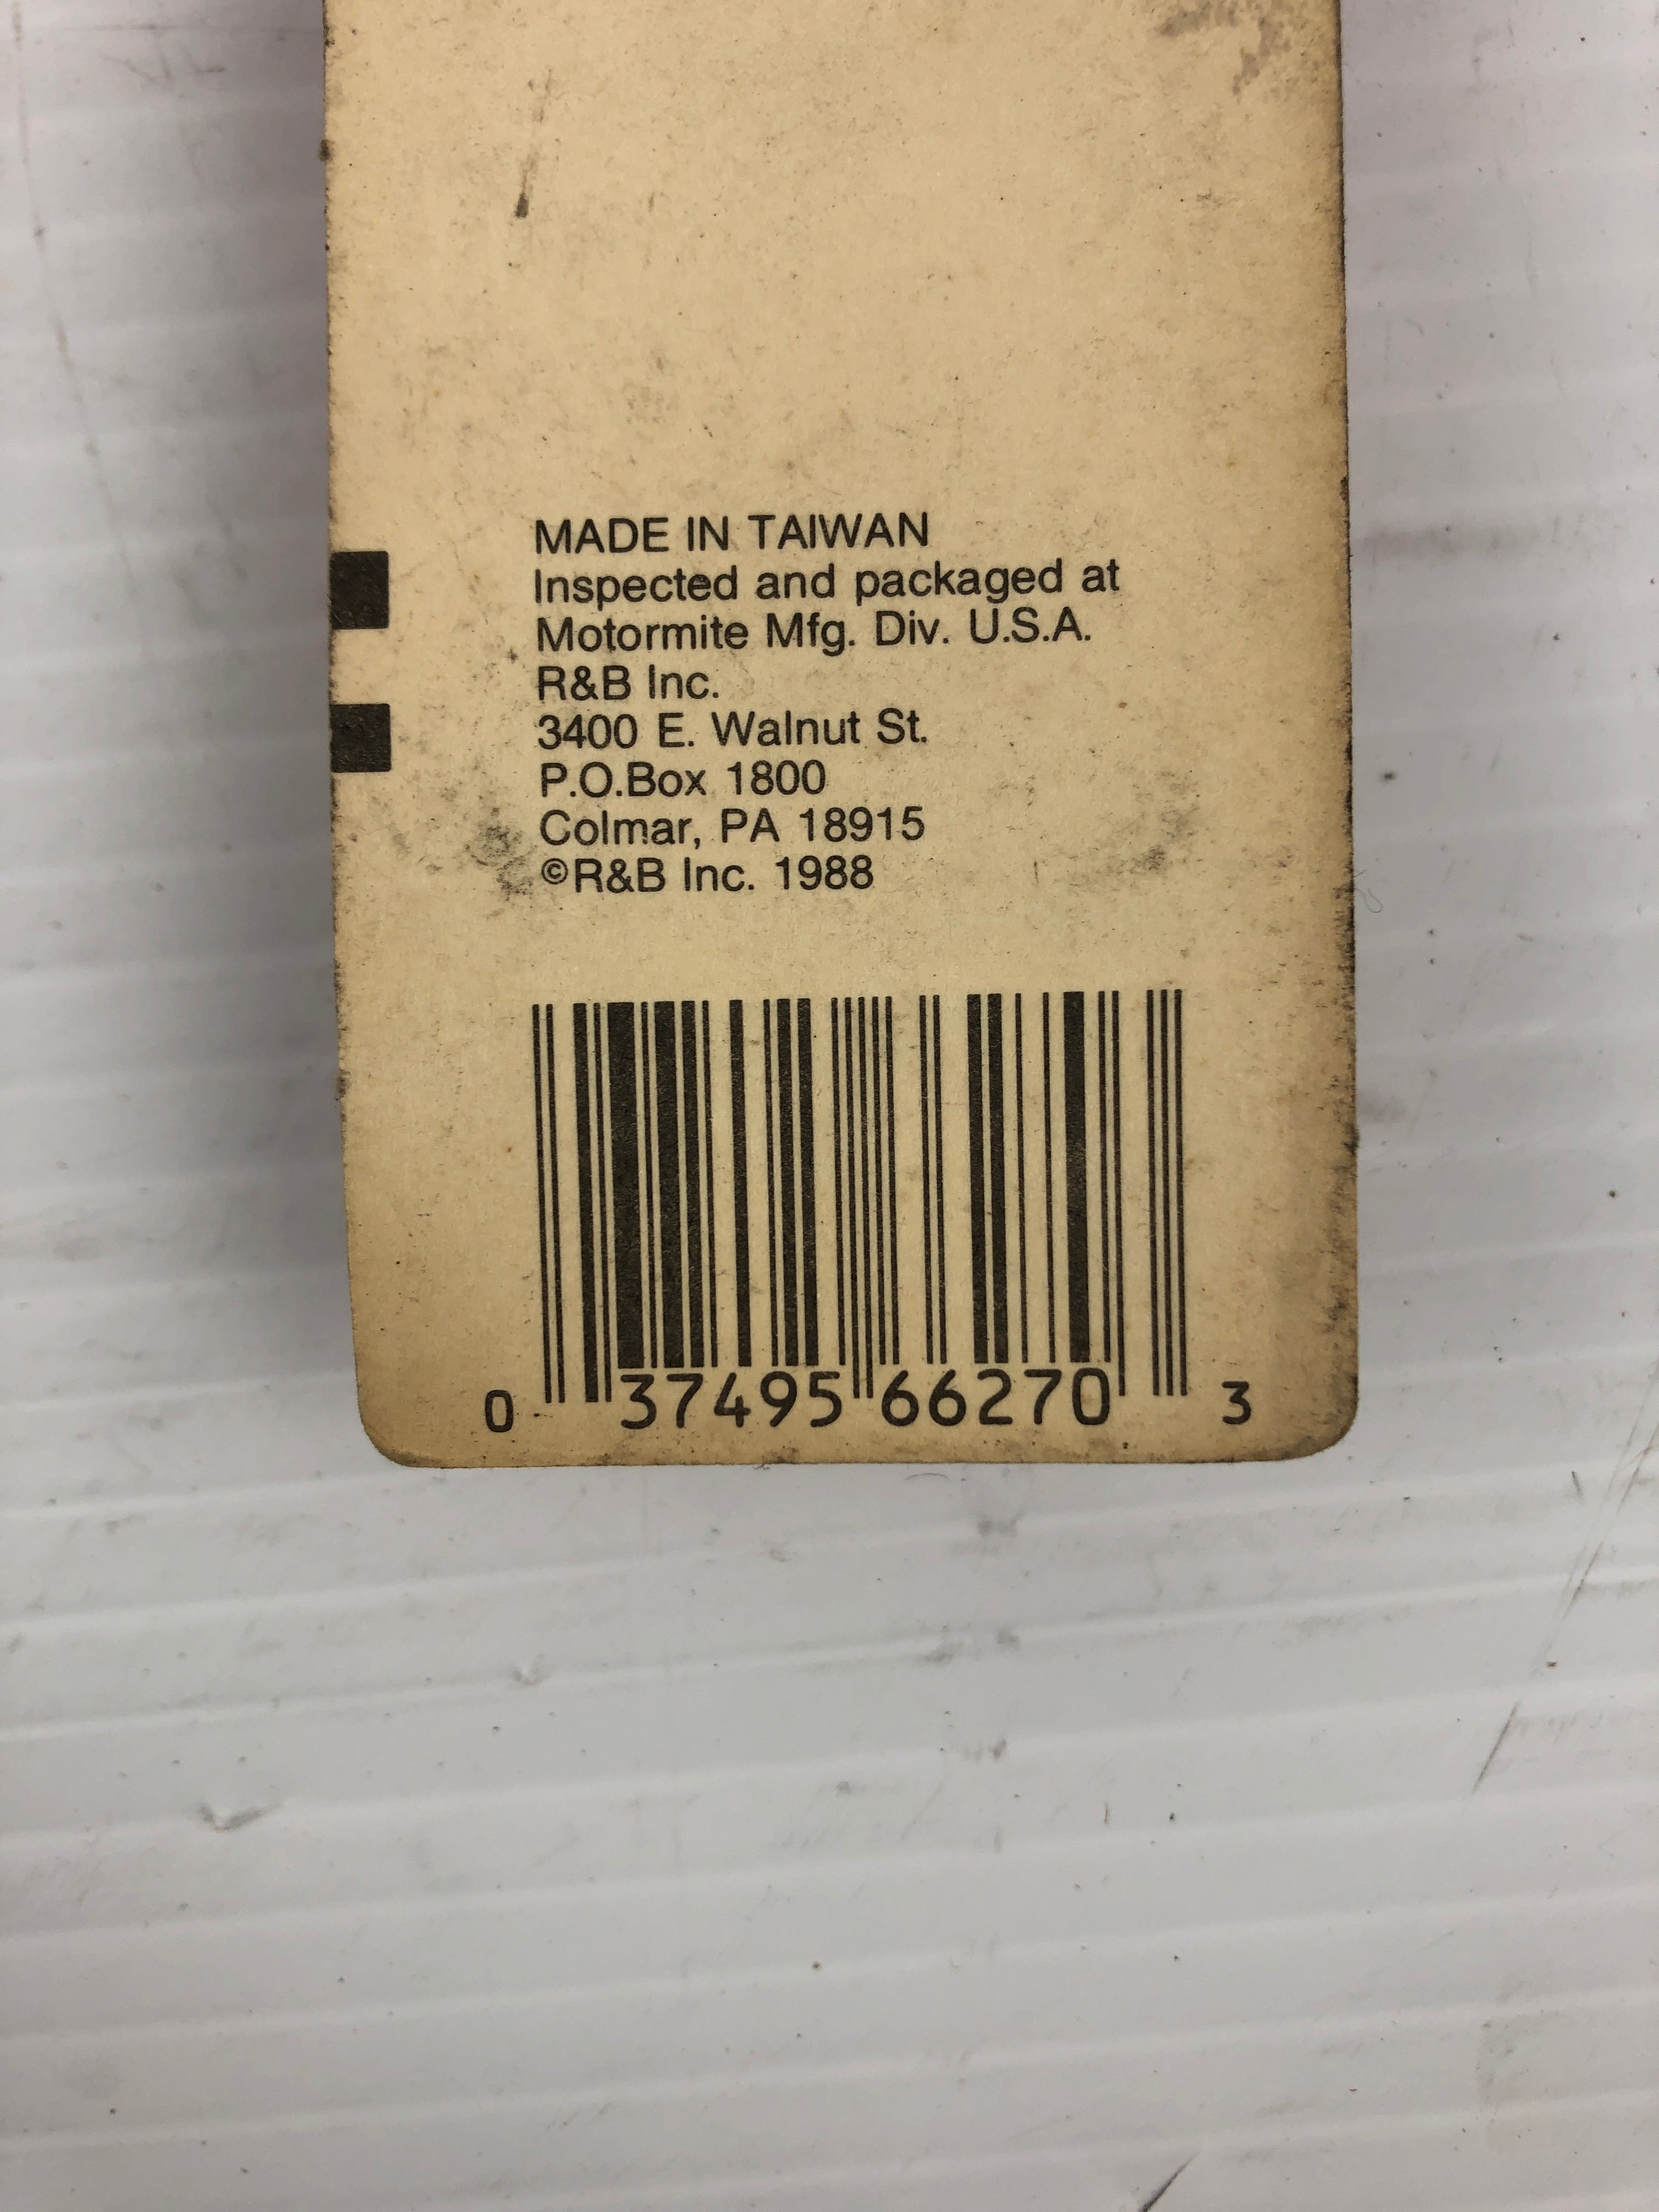 MADE IN TAIWAN
Inspected and packaged at
Motormite Mfg. Div. U.S.A.
R&B Inc.
3400 E. Walnut St.
P.O.Box 1800
Colmar, PA 18915
©R&B Inc. 1988
0 37495 66270 3